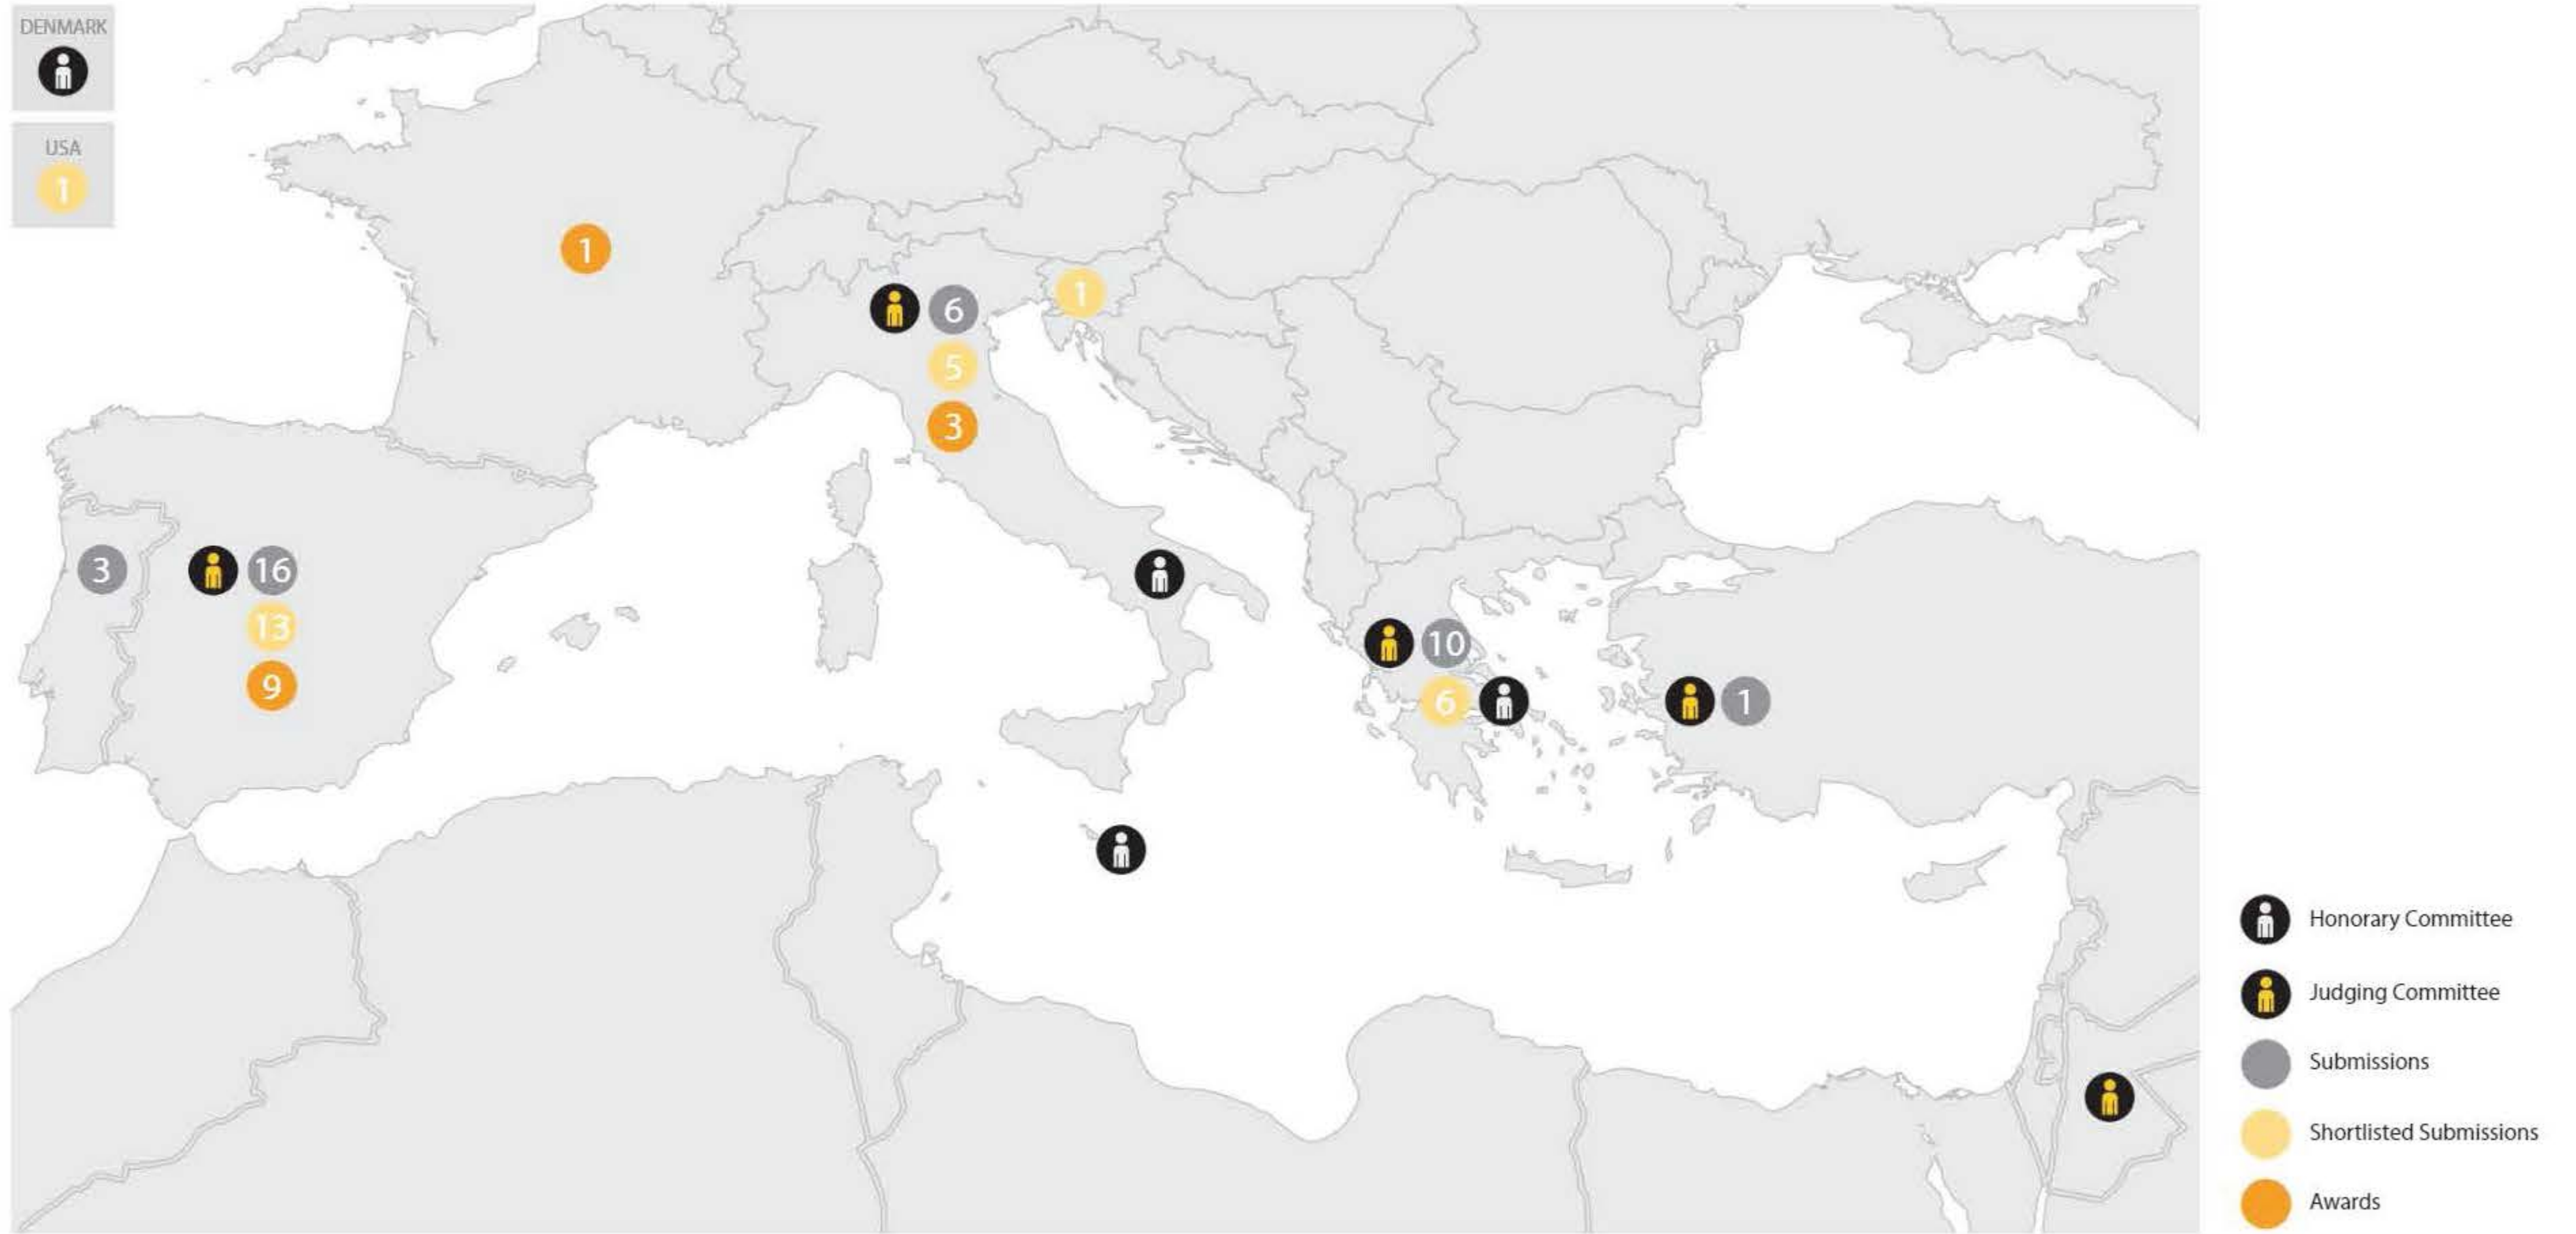 DENMARK
USA
1
1
6
1
5
3
3
16
13
9
10
6
1
Honorary Committee
Judging Committee
Submissions
Shortlisted Submissions
Awards